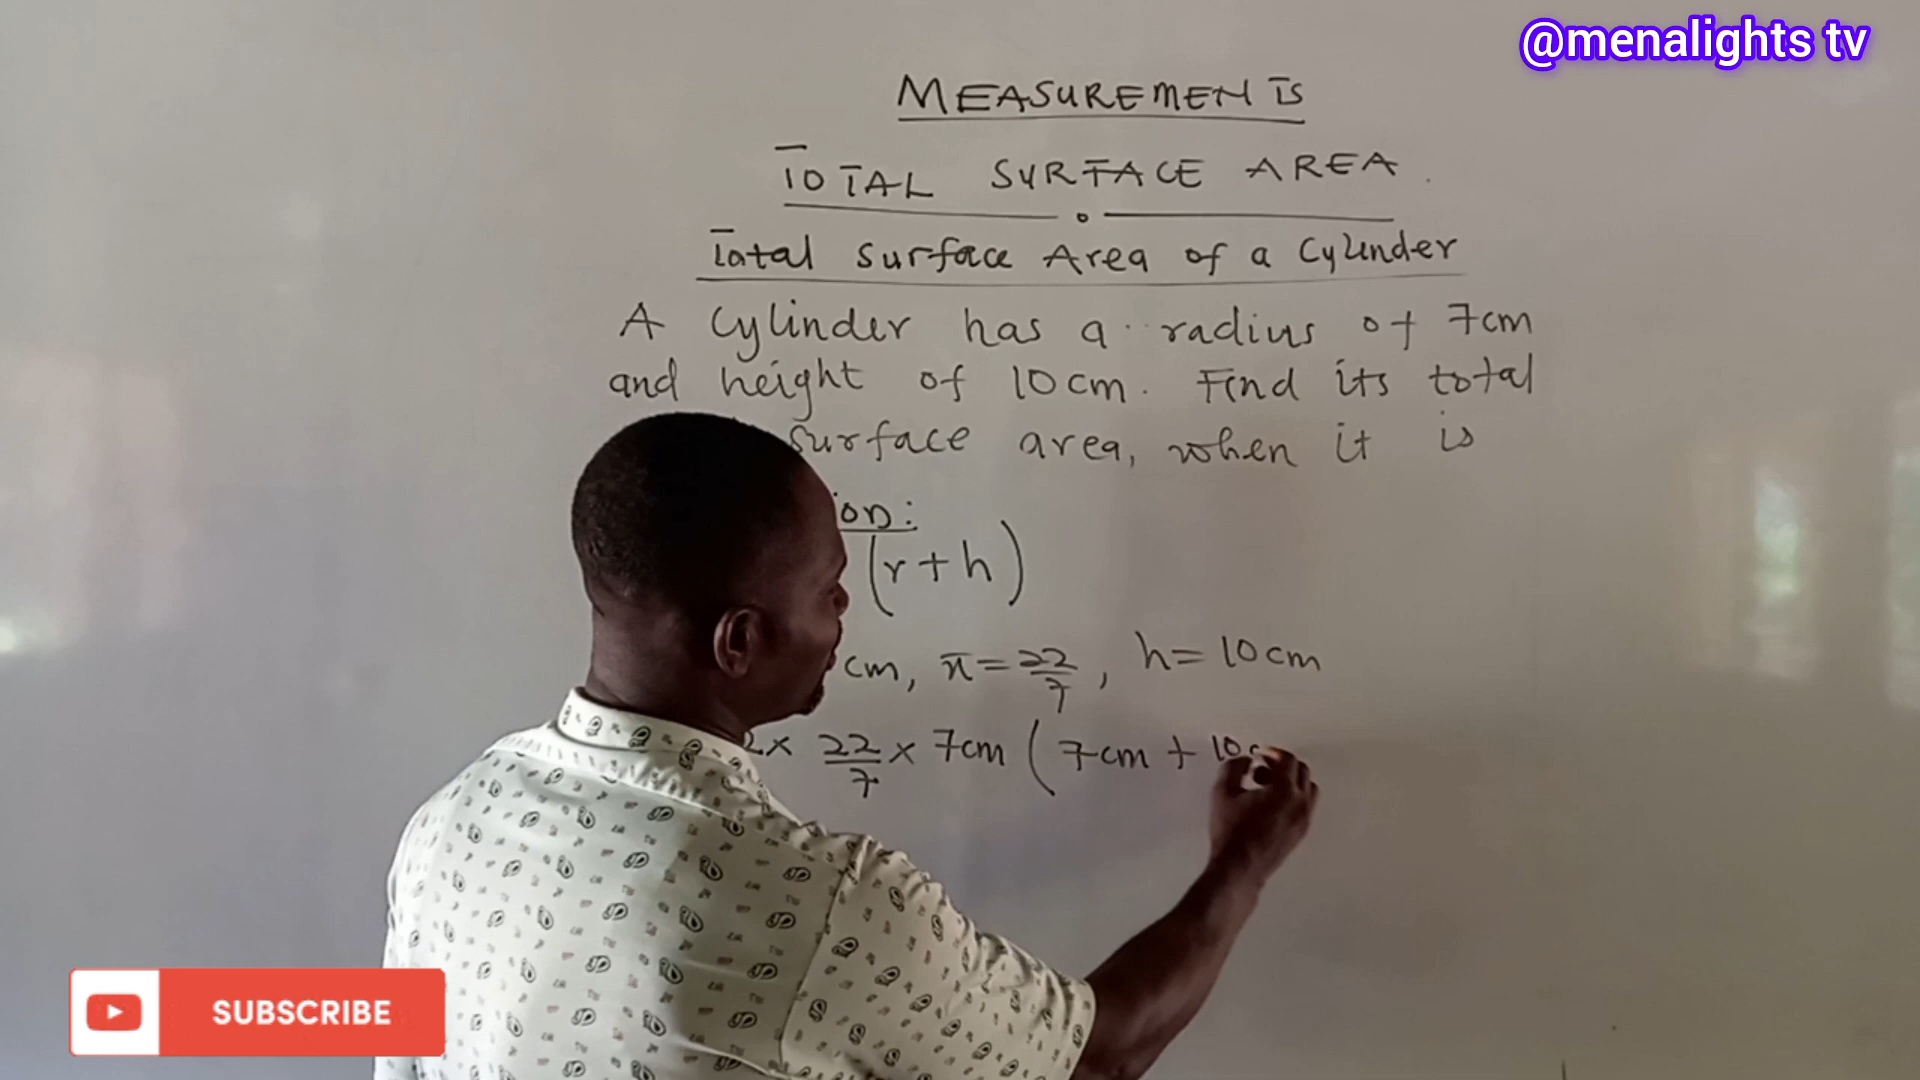 @menalights tv
MEASUREMENTS
TOTAL SURFACE AREA
Total surface Area of a Cylinder
A Cylinder has a radius of 7cm
and height of 10cm. Find its total
surface area, when it is
on:
(r+h)
cm, π=22/7, h=10cm
2x 22/7 x 7cm (7cm + 10c
SUBSCRIBE